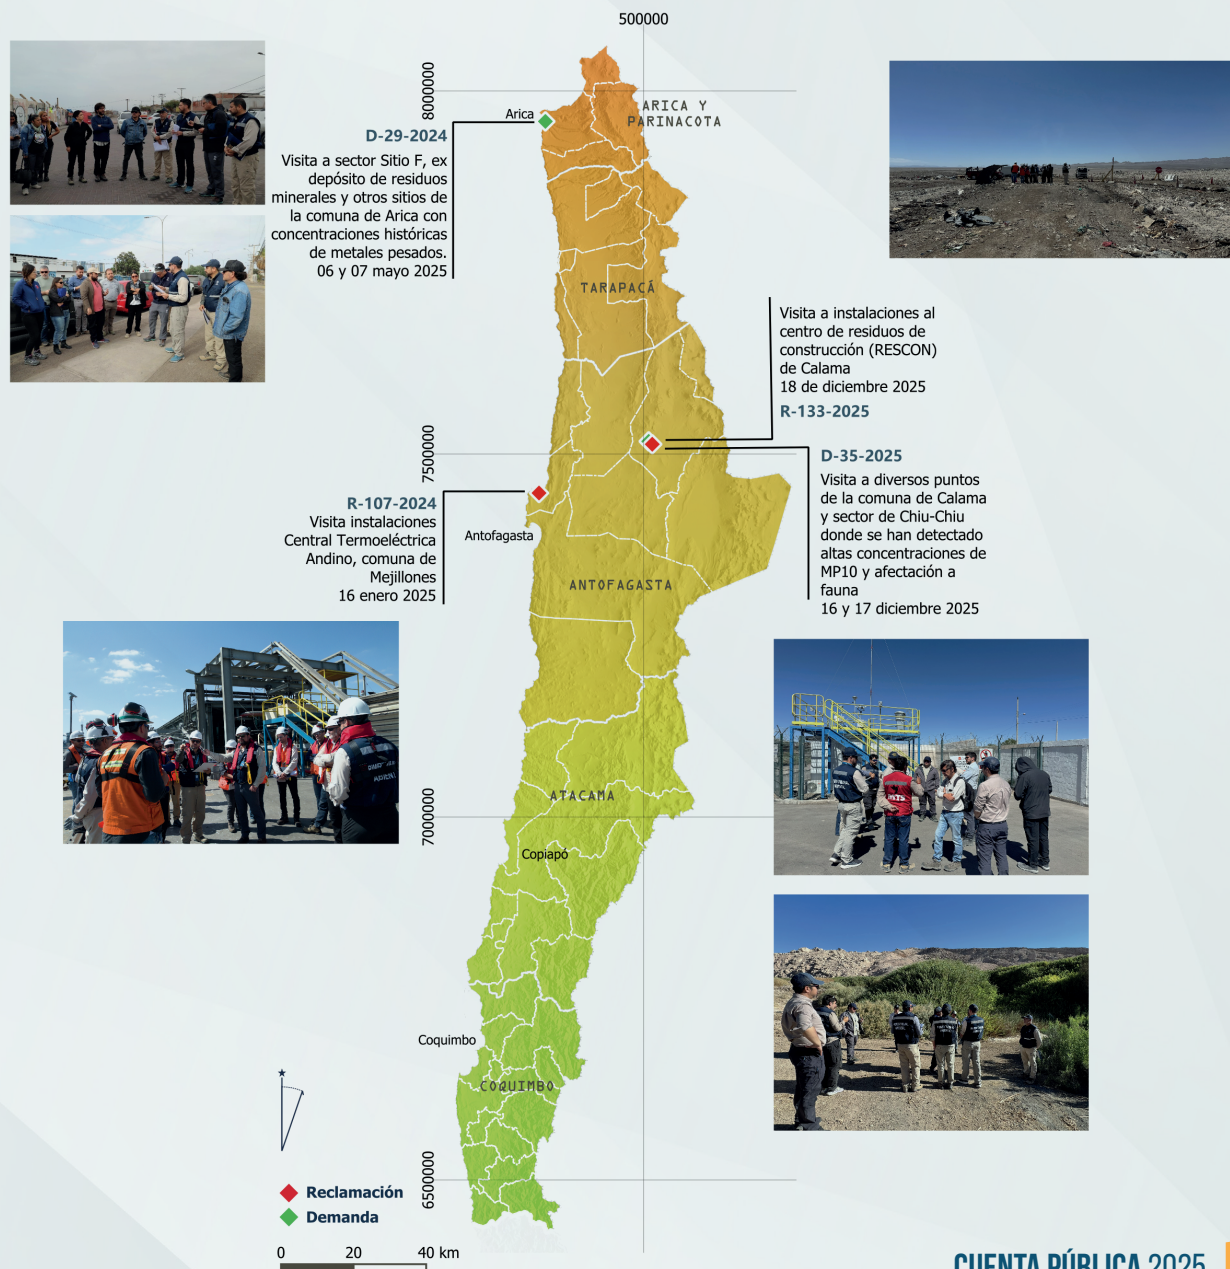 500000
8000000
Arica
ARICA Y
PARINACOTA
D-29-2024
Visita a sector Sitio F, ex
depósito de residuos
minerales y otros sitios de
la comuna de Arica con
concentraciones históricas
de metales pesados.
06 y 07 mayo 2025
TARAPACÁ
Visita a instalaciones al
centro de residuos de
construcción (RESCON)
de Calama
18 de diciembre 2025
R-133-2025
7500000
D-35-2025
Visita a diversos puntos
de la comuna de Calama
y sector de Chiu-Chiu
donde se han detectado
altas concentraciones de
MP10 y afectación a
fauna
16 y 17 diciembre 2025
R-107-2024
Visita instalaciones
Central Termoeléctrica
Andino, comuna de
Mejillones
16 enero 2025
Antofagasta
ANTOFAGASTA
ATACAMA
7000000
Copiapó
Coquimbo
COQUIMBO
6500000
Reclamación
Demanda
0 20 40 km
CUENTA PÚBLICA 2025